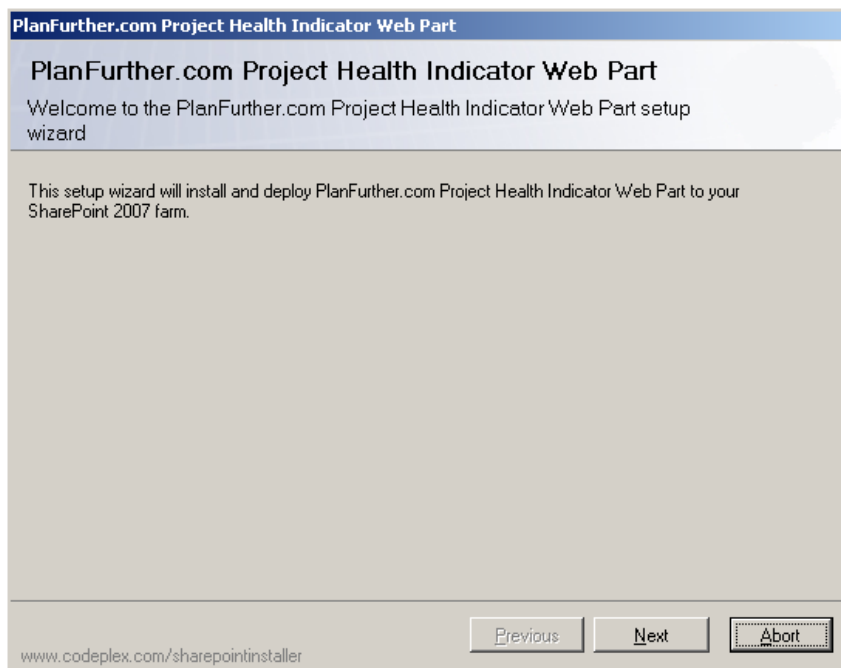 PlanFurther.com Project Health Indicator Web Part
PlanFurther.com Project Health Indicator Web Part
Welcome to the PlanFurther.com Project Health Indicator Web Part setup
wizard
This setup wizard will install and deploy PlanFurther.com Project Health Indicator Web Part to your
SharePoint 2007 farm.
Previous Next Abort
www.codeplex.com/sharepointinstaller